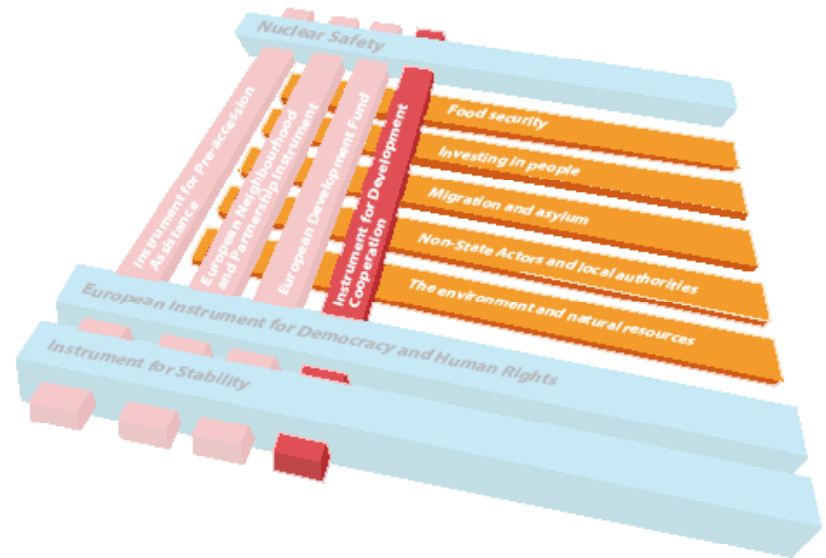 Nuclear Safety
Instrument for Pre-accession
Assistance
European Neighbourhood
and Partnership Instrument
European Development Fund
Instrument for Development
Cooperation
Food security
Investing in people
Migration and asylum
Non-State Actors and local authorities
The environment and natural resources
European Instrument for Democracy and Human Rights
Instrument for Stability